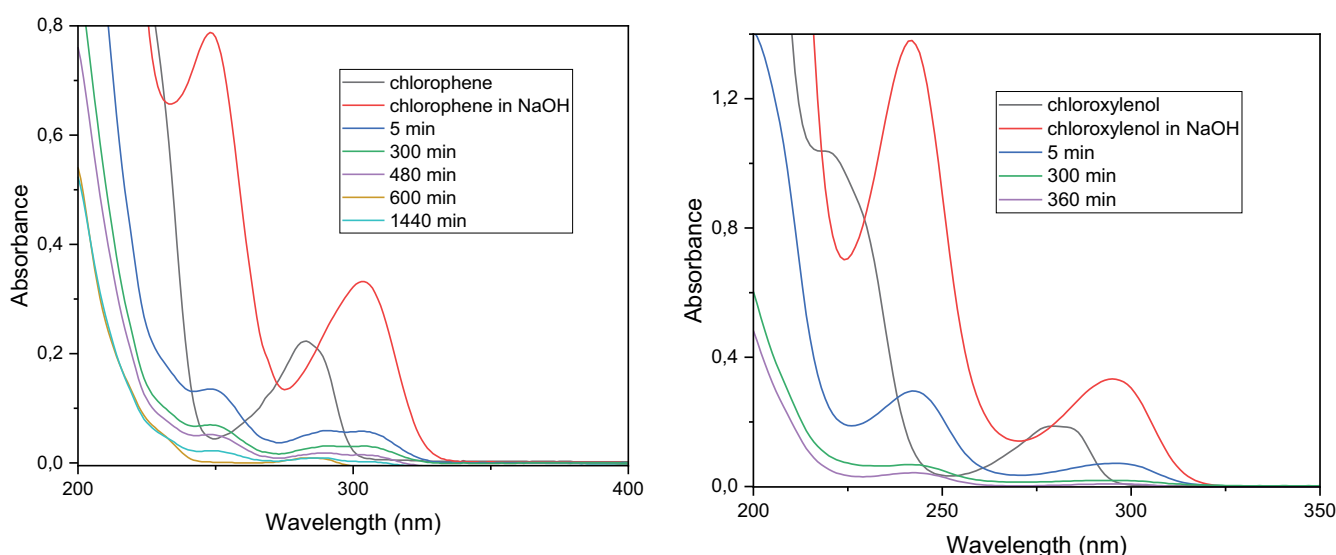 0,8
0,6
0,4
0,2
0,0
Absorbance
chlorophene
chlorophene in NaOH
5 min
300 min
480 min
600 min
1440 min
200
300
400
Wavelength (nm)
1,2
0,8
0,4
0,0
Absorbance
chloroxylenol
chloroxylenol in NaOH
5 min
300 min
360 min
200
250
300
350
Wavelength (nm)